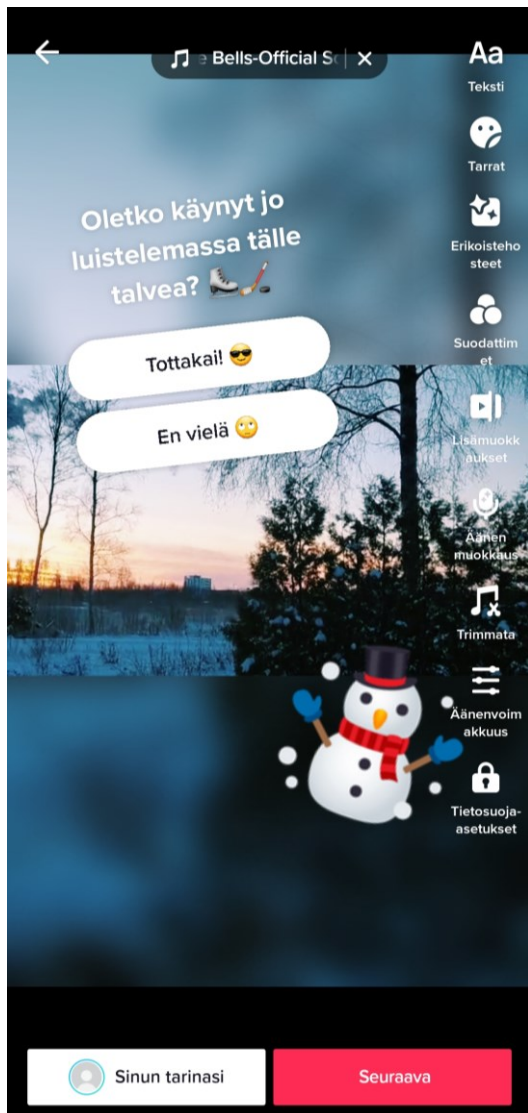 Bells-Official S
Aa
Teksti
Tarrat
Erikoisteho
steet
Suodattim
et
Lisämuokk
aukset
Äänen
muokkaus
Trimmata
Äänenvoim
akkuus
Tietosuoja-
asetukset
Oletko käynyt jo
luistelemassa tälle
talvea?
Tottakai!
En vielä
Sinun tarinasi
Seuraava